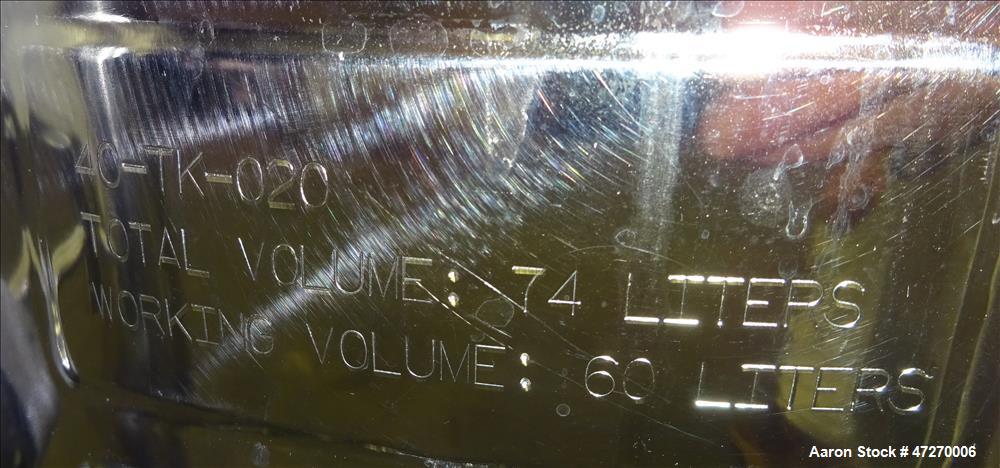 40-TK-020
TOTAL VOLUME: 74 LITERS
WORKING VOLUME: 60 LITERS
Aaron Stock # 47270006